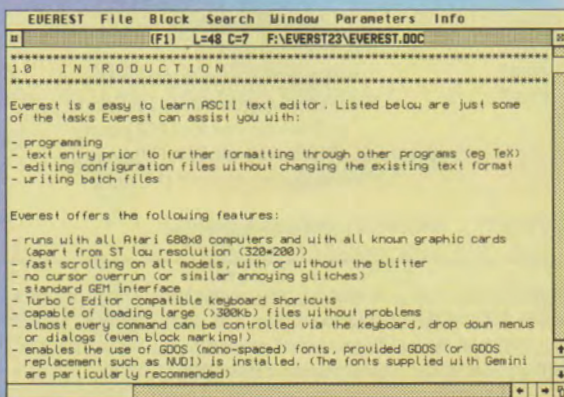 EVEREST File Block Search Window Parameters Info
(F1) L=48 C=7 F:\EVERST23\EVEREST.DOC
************************************************************************
1.0 I N T R O D U C T I O N
************************************************************************
Everest is a easy to learn ASCII text editor. Listed below are just some
of the tasks Everest can assist you with:
- programming
- text entry prior to further formatting through other programs (eg TeX)
- editing configuration files without changing the existing text format
- writing batch files
Everest offers the following features:
- runs with all Atari 680x0 computers and with all known graphic cards
(apart from ST low resolution (320*200))
- fast scrolling on all models, with or without the blitter
- no cursor overrun (or similar annoying glitches)
- standard GEM interface
- Turbo C Editor compatible keyboard shortcuts
- capable of loading large (>300Kb) files without problems
- almost every command can be controlled via the keyboard, drop down menus
or dialogs (even block marking!)
- enables the use of GDOS (mono-spaced) fonts, provided GDOS (or GDOS
replacement such as NVDI) is installed. (The fonts supplied with Gemini
are particularly recommended)